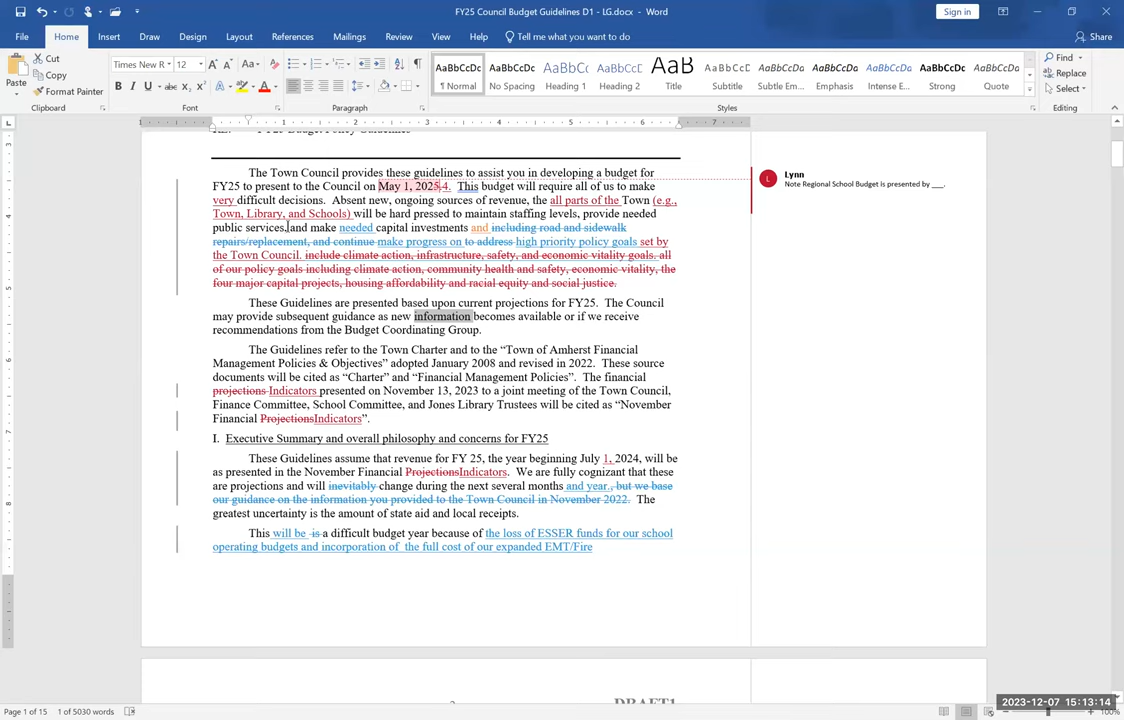 FY25 Council Budget Guidelines D1 - LG.docx - Word
Sign in
File Home Insert Draw Design Layout References Mailings Review View Help Tell me what you want to do Share
Paste
Cut
Copy
Format Painter
Clipboard
Times New R 12
Font
Paragraph
AaBbCcDc AaBbCcDc AaBbCc AaBbCcC AaB AaBbCcD AaBbCcDc AaBbCcDc AaBbCcDc AaBbCcDc AaBbCcDc
¶ Normal No Spacing Heading 1 Heading 2 Title Subtitle Subtle Em... Emphasis Intense E... Strong Quote
Styles
Find
Replace
Select
Editing
The Town Council provides these guidelines to assist you in developing a budget for
FY25 to present to the Council on May 1, 20254. This budget will require all of us to make
very difficult decisions. Absent new, ongoing sources of revenue, the all parts of the Town (e.g.,
Town, Library, and Schools) will be hard pressed to maintain staffing levels, provide needed
public services, and make needed capital investments and including road and sidewalk
repairs/replacement, and continue make progress on to address high priority policy goals set by
the Town Council. include climate action, infrastructure, safety, and economic vitality goals. all
of our policy goals including climate action, community health and safety, economic vitality, the
four major capital projects, housing affordability and racial equity and social justice.
These Guidelines are presented based upon current projections for FY25. The Council
may provide subsequent guidance as new information becomes available or if we receive
recommendations from the Budget Coordinating Group.
The Guidelines refer to the Town Charter and to the “Town of Amherst Financial
Management Policies & Objectives” adopted January 2008 and revised in 2022. These source
documents will be cited as “Charter” and “Financial Management Policies”. The financial
projections Indicators presented on November 13, 2023 to a joint meeting of the Town Council,
Finance Committee, School Committee, and Jones Library Trustees will be cited as “November
Financial ProjectionsIndicators”.
I. Executive Summary and overall philosophy and concerns for FY25
These Guidelines assume that revenue for FY 25, the year beginning July 1, 2024, will be
as presented in the November Financial ProjectionsIndicators. We are fully cognizant that these
are projections and will inevitably change during the next several months and year., but we base
our guidance on the information you provided to the Town Council in November 2022. The
greatest uncertainty is the amount of state aid and local receipts.
This will be is a difficult budget year because of the loss of ESSER funds for our school
operating budgets and incorporation of the full cost of our expanded EMT/Fire
Lynn
Note Regional School Budget is presented by ___.
Page 1 of 15 1 of 5030 words
2023-12-07 15:13:14
100%